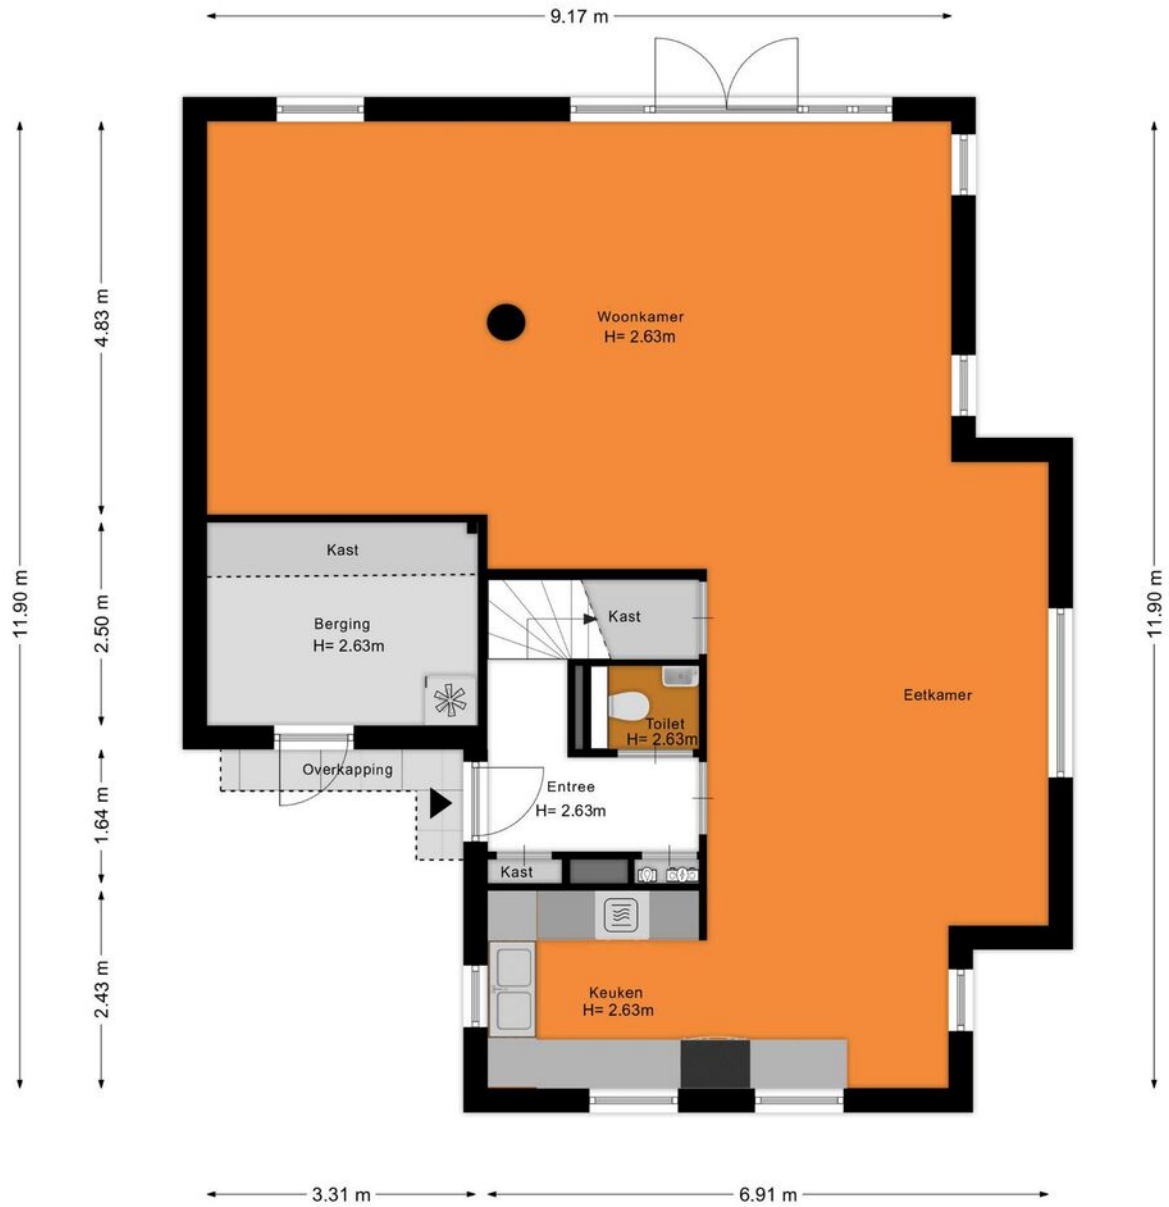 9.17 m
11.90 m
4.83 m
Woonkamer
H= 2.63m
Kast
2.50 m
Berging
H= 2.63m
Kast
11.90 m
Eetkamer
Toilet
H= 2.63m
Overkapping
1.64 m
Entree
H= 2.63m
Kast
2.43 m
Keuken
H= 2.63m
3.31 m
6.91 m